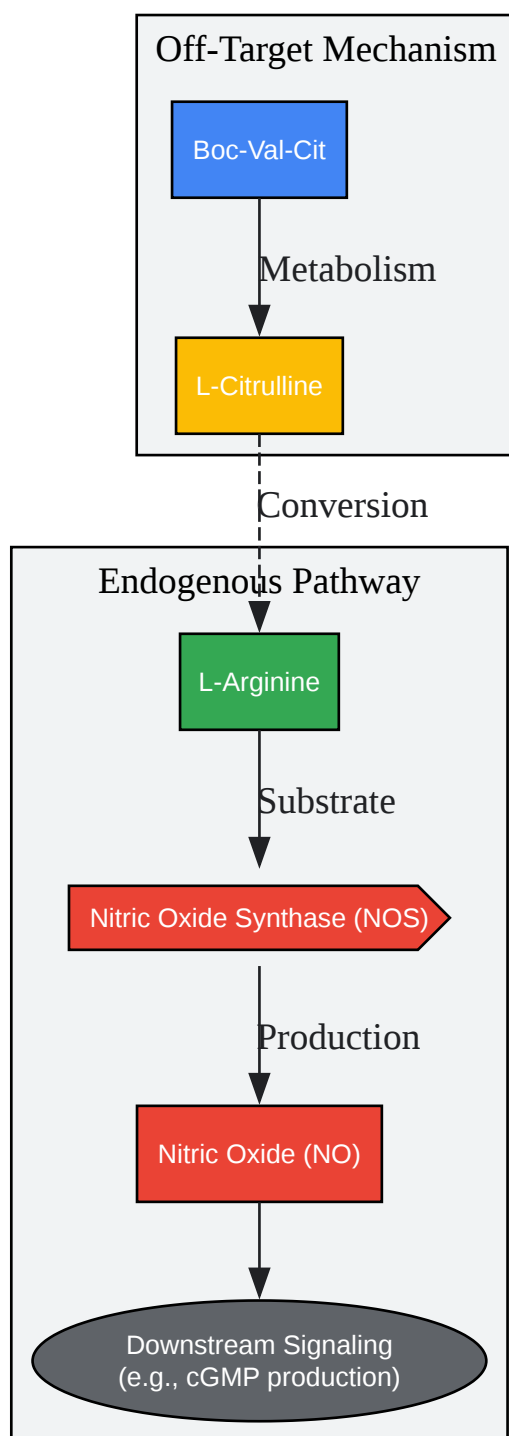 Off-Target Mechanism
Boc-Val-Cit
Metabolism
L-Citrulline
Conversion
Endogenous Pathway
L-Arginine
Substrate
Nitric Oxide Synthase (NOS)
Production
Nitric Oxide (NO)
Downstream Signaling
(e.g., cGMP production)